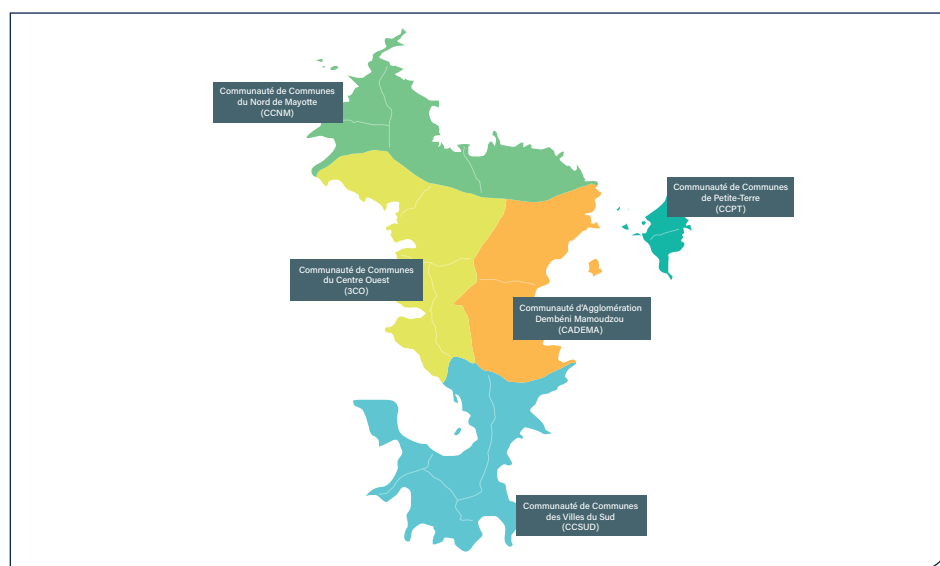 Communauté de Communes
du Nord de Mayotte
(CCNM)
Communauté de Communes
de Petite-Terre
(CCPT)
Communauté de Communes
du Centre Ouest
(3CO)
Communauté d'Agglomération
Dembéni Mamoudzou
(CADEMA)
Communauté de Communes
des Villes du Sud
(CCSUD)